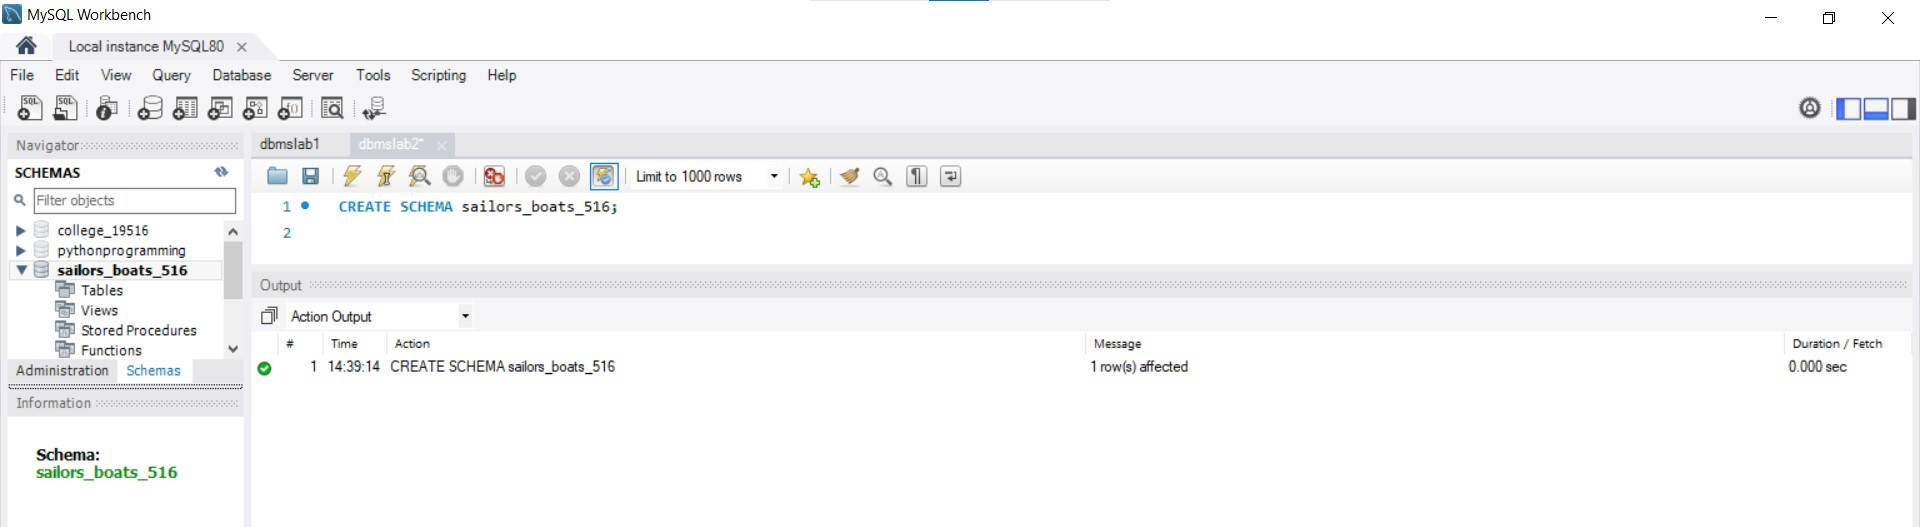 MySQL Workbench
Local instance MySQL80
File Edit View Query Database Server Tools Scripting Help
SQL SQL
Navigator
SCHEMAS
Filter objects
college_19516
pythonprogramming
sailors_boats_516
Tables
Views
Stored Procedures
Functions
Administration Schemas
Information
Schema:
sailors_boats_516
dbmslab1 dbmslab2*
Limit to 1000 rows
1 CREATE SCHEMA sailors_boats_516;
2
Output
Action Output
# Time Action Message Duration / Fetch
1 14:39:14 CREATE SCHEMA sailors_boats_516 1 row(s) affected 0.000 sec